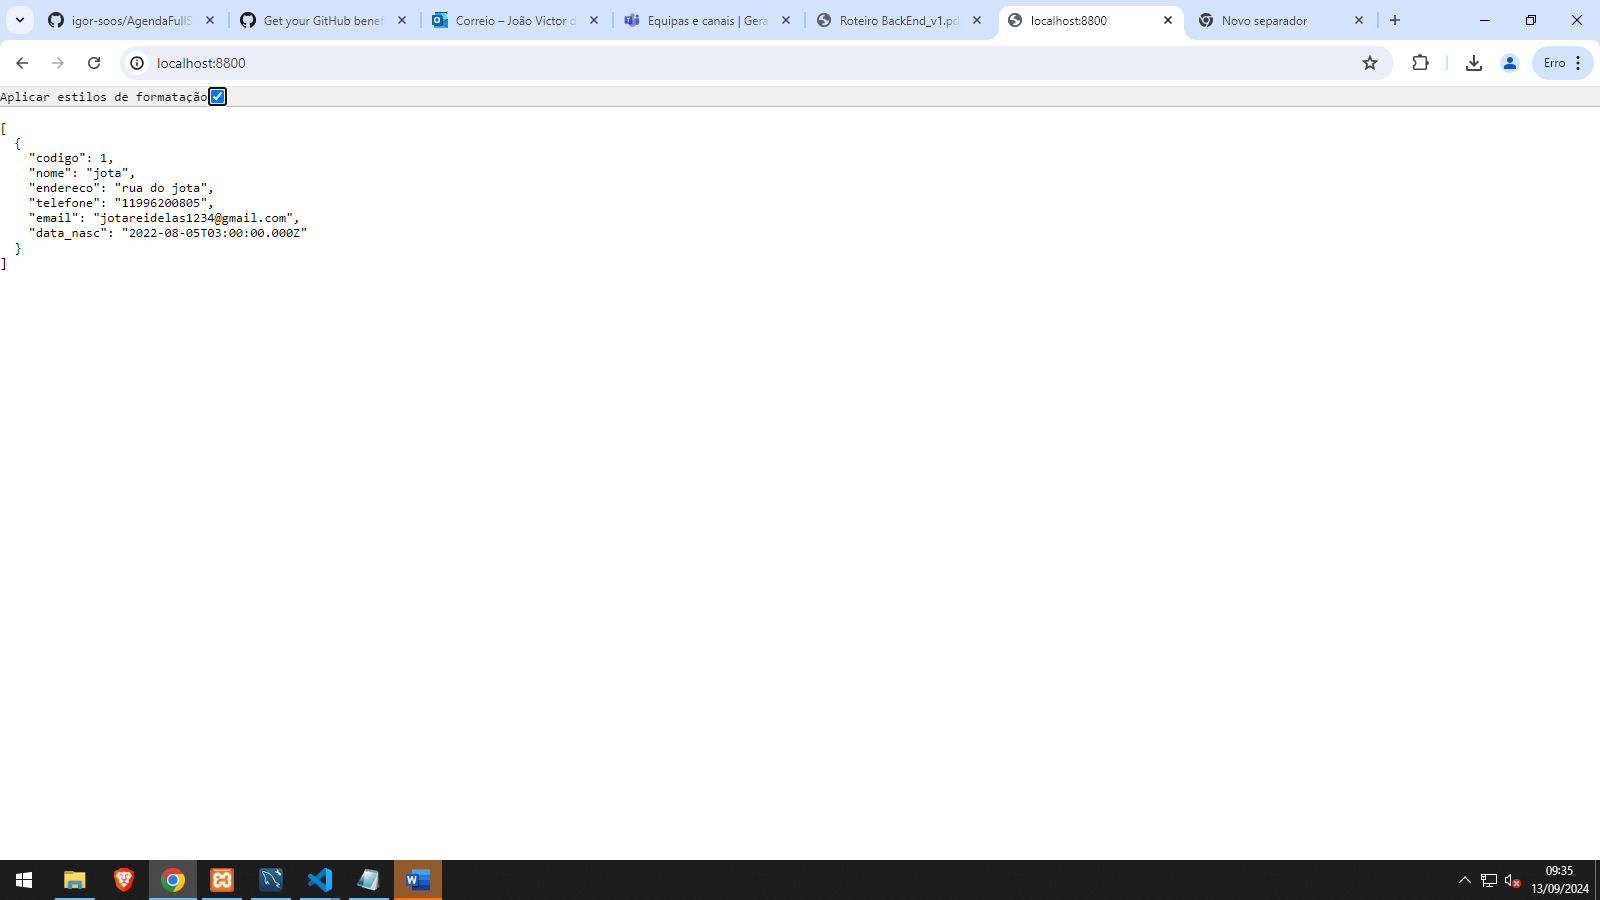 igor-soos/AgendaFullS
Get your GitHub benef
Correio – João Victor d
Equipas e canais | Gera
Roteiro BackEnd_v1.pd
localhost:8800
Novo separador
localhost:8800
Erro
Aplicar estilos de formatação
[
  {
    "codigo": 1,
    "nome": "jota",
    "endereco": "rua do jota",
    "telefone": "11996200805",
    "email": "jotareidelas1234@gmail.com",
    "data_nasc": "2022-08-05T03:00:00.000Z"
  }
]
09:35
13/09/2024